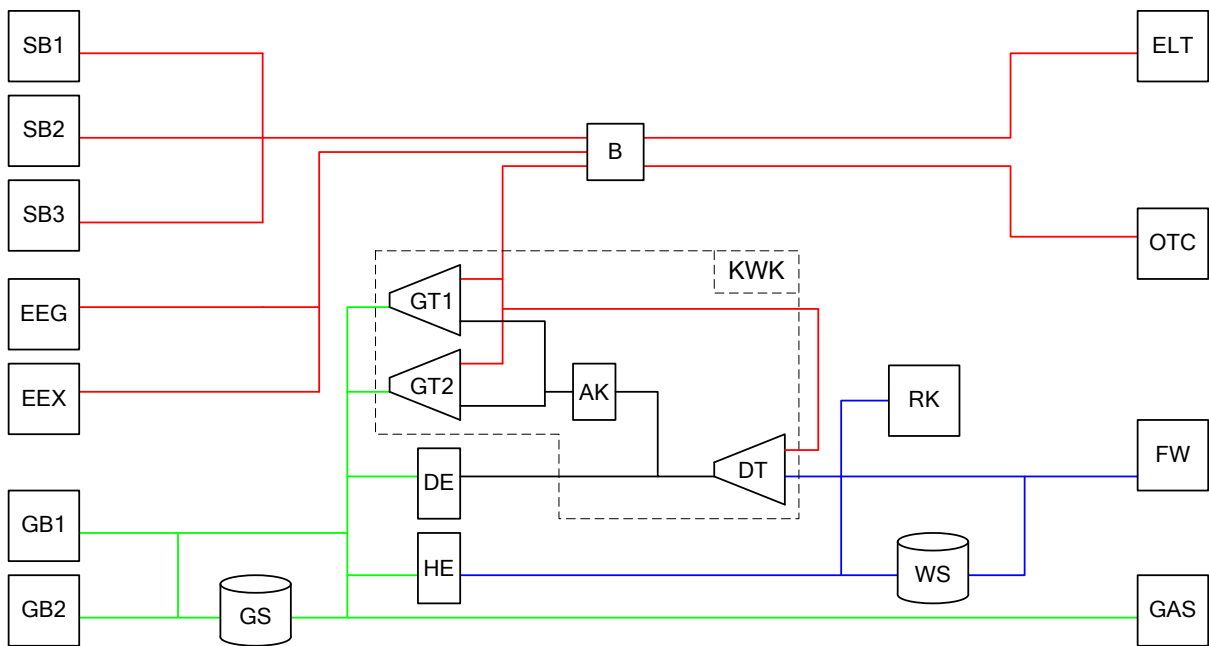 SB1
ELT
SB2
B
SB3
OTC
KWK
GT1
EEG
GT2
AK
EEX
RK
DT
FW
DE
GB1
HE
WS
GB2
GS
GAS